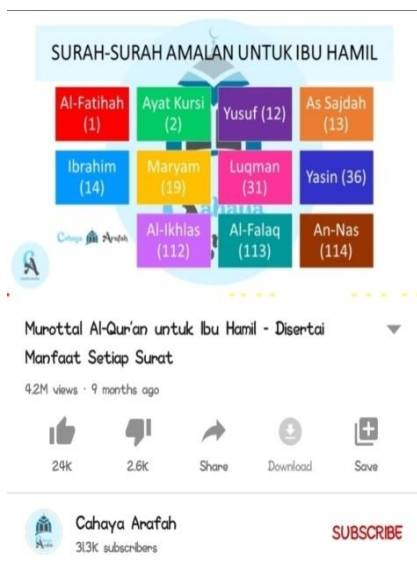 SURAH-SURAH AMALAN UNTUK IBU HAMIL
Al-Fatihah
(1)
Ayat Kursi
(2)
Yusuf (12)
As Sajdah
(13)
Ibrahim
(14)
Maryam
(19)
Luqman
(31)
Yasin (36)
Cahaya Arafah
Al-Ikhlas
(112)
Al-Falaq
(113)
An-Nas
(114)
Murottal Al-Qur'an untuk Ibu Hamil - Disertai
Manfaat Setiap Surat
4.2M views · 9 months ago
24K
2.6K
Share
Download
Save
Cahaya Arafah
313K subscribers
SUBSCRIBE